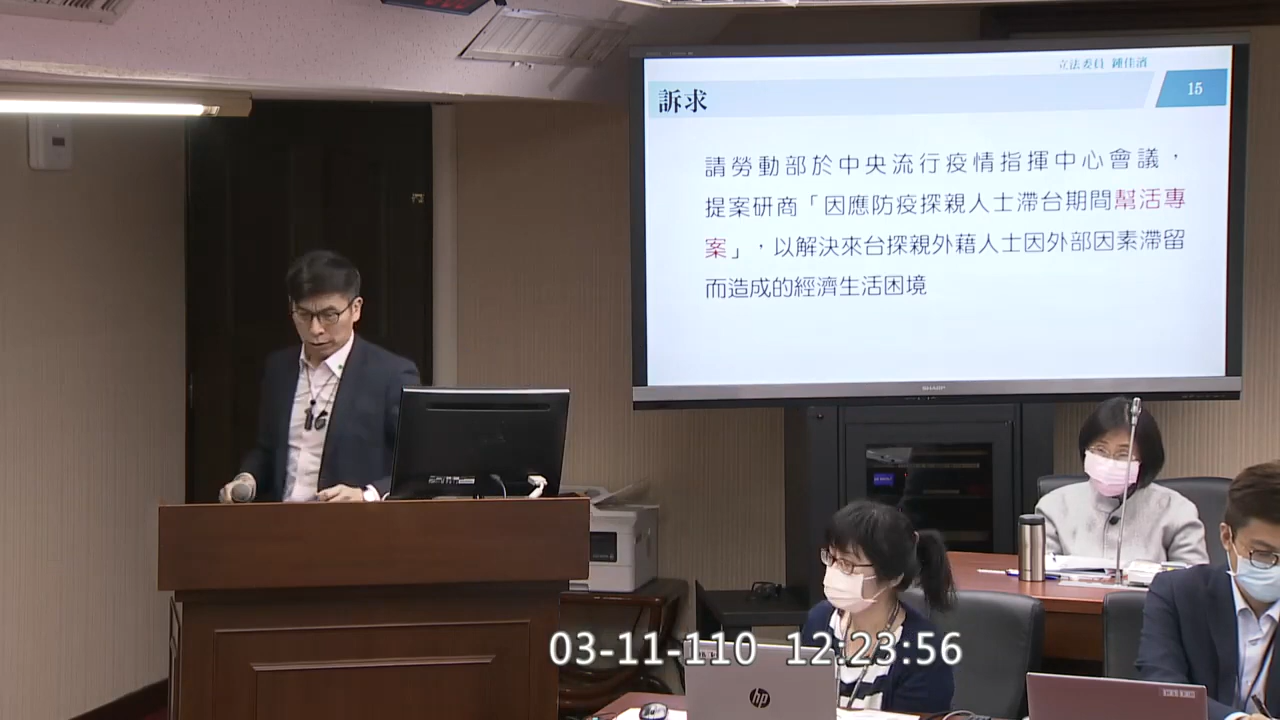 立法委員 鍾佳濱
訴求
15
請勞動部於中央流行疫情指揮中心會議，
提案研商「因應防疫探親人士滯台期間幫活專
案」，以解決來台探親外籍人士因外部因素滯留
而造成的經濟生活困境
SHARP
hp
03-11-110 12:23:56